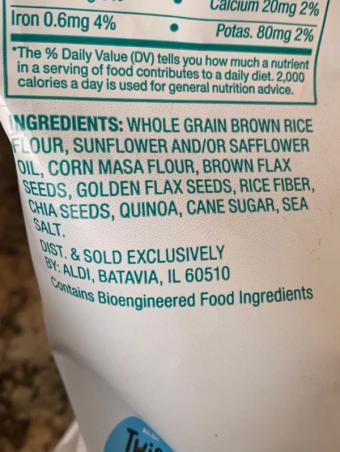 Calcium 20mg 2%
Iron 0.6mg 4% • Potas. 80mg 2%
*The % Daily Value (DV) tells you how much a nutrient
in a serving of food contributes to a daily diet. 2,000
calories a day is used for general nutrition advice.
INGREDIENTS: WHOLE GRAIN BROWN RICE
FLOUR, SUNFLOWER AND/OR SAFFLOWER
OIL, CORN MASA FLOUR, BROWN FLAX
SEEDS, GOLDEN FLAX SEEDS, RICE FIBER,
CHIA SEEDS, QUINOA, CANE SUGAR, SEA
SALT.
DIST. & SOLD EXCLUSIVELY
BY: ALDI, BATAVIA, IL 60510
Contains Bioengineered Food Ingredients